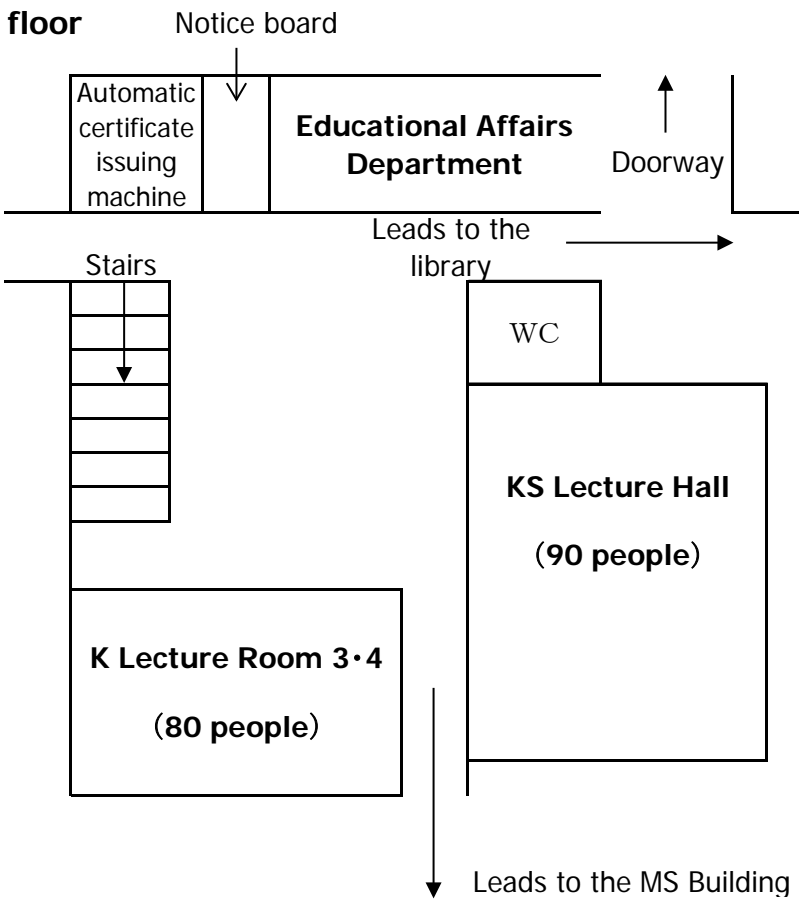 floor
Notice board
Automatic
certificate
issuing
machine
Educational Affairs
Department
Doorway
Leads to the
library
Stairs
WC
KS Lecture Hall
（90 people）
K Lecture Room 3・4
（80 people）
Leads to the MS Building